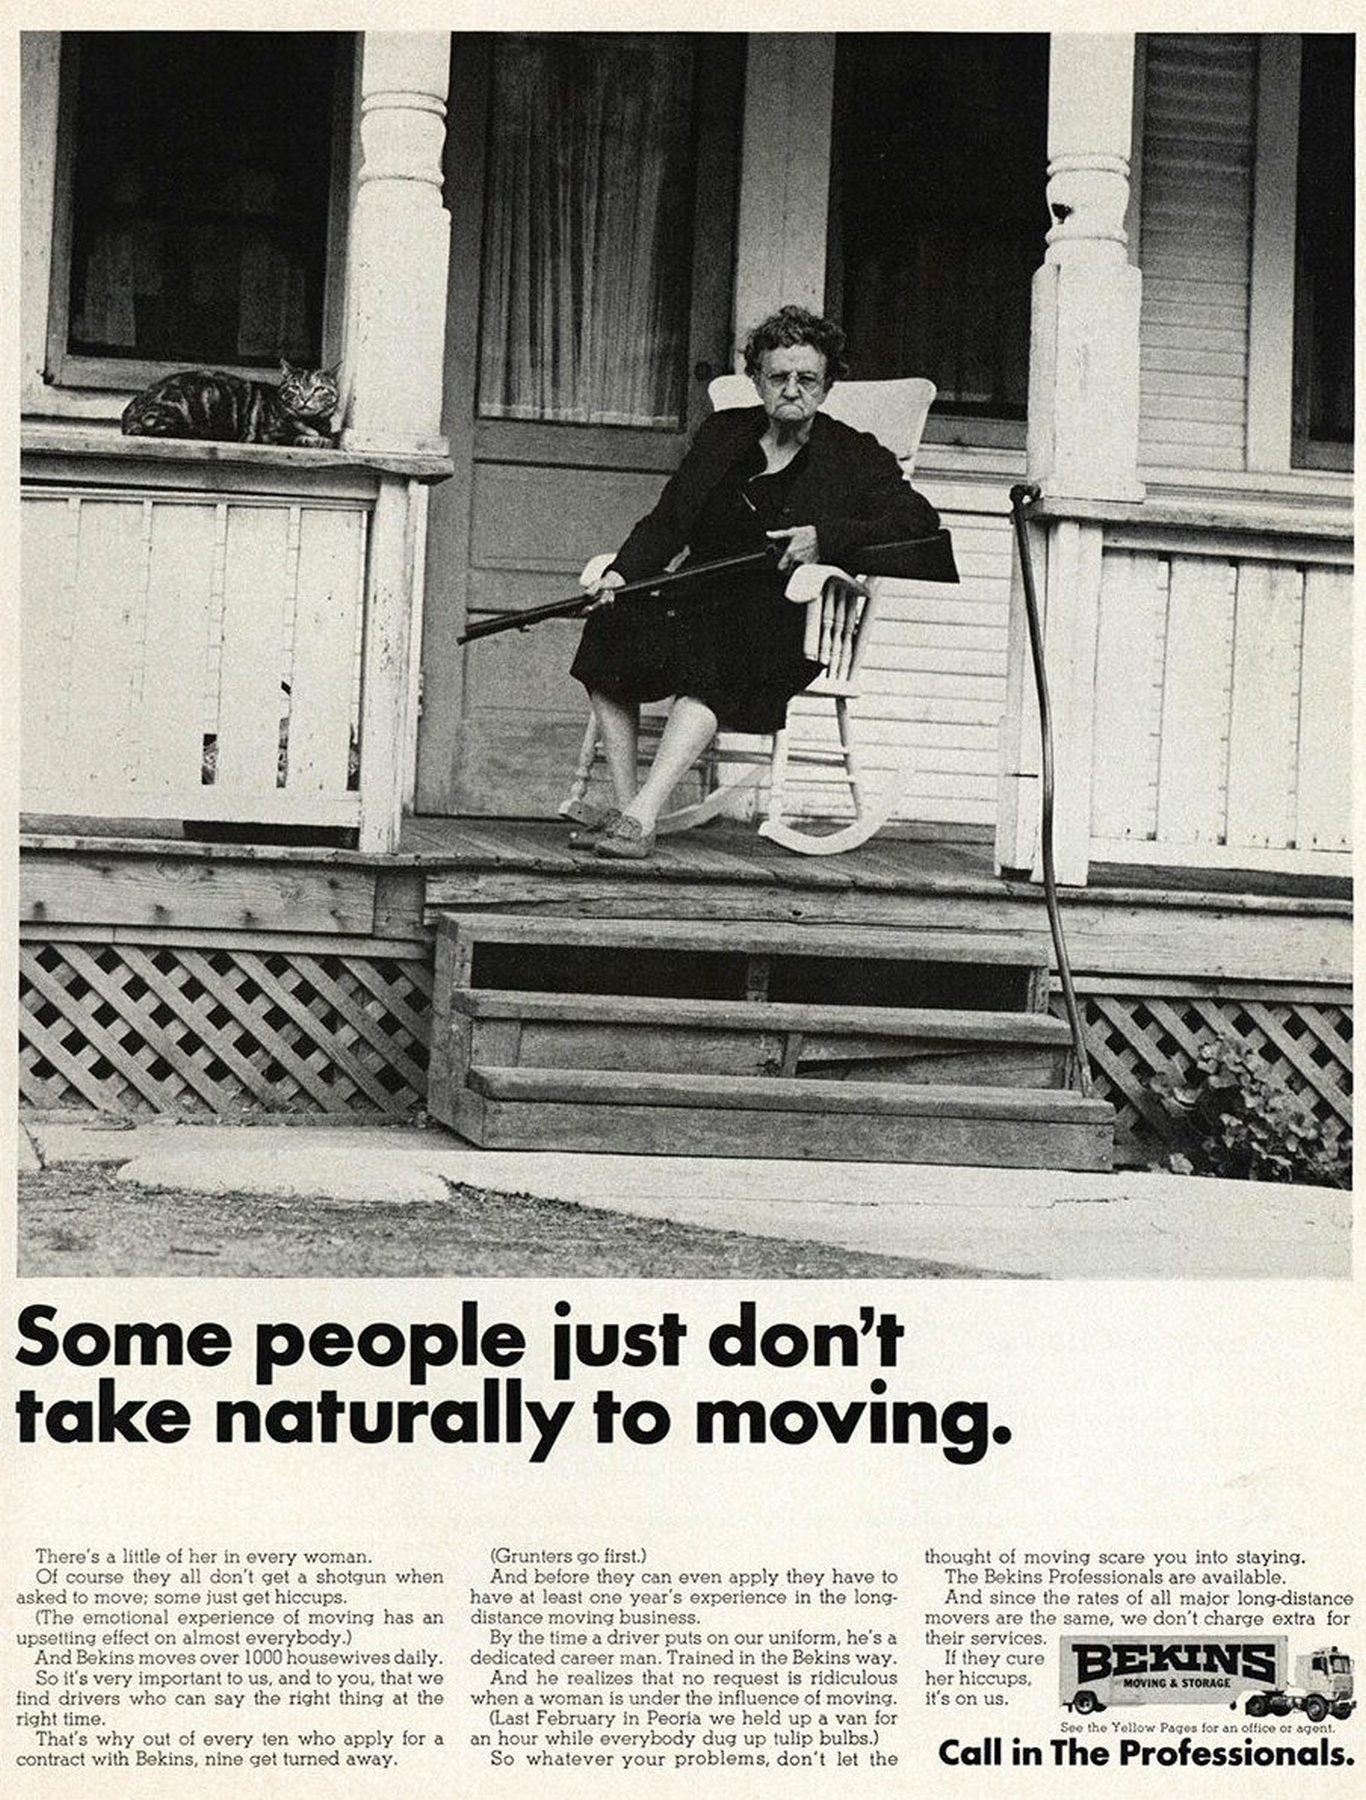 Some people just don't
take naturally to moving.
There's a little of her in every woman.
Of course they all don't get a shotgun when
asked to move; some just get hiccups.
(The emotional experience of moving has an
upsetting effect on almost everybody.)
And Bekins moves over 1000 housewives daily.
So it's very important to us, and to you, that we
find drivers who can say the right thing at the
right time.
That's why out of every ten who apply for a
contract with Bekins, nine get turned away.
(Grunters go first.)
And before they can even apply they have to
have at least one year's experience in the long-
distance moving business.
By the time a driver puts on our uniform, he's a
dedicated career man. Trained in the Bekins way.
And he realizes that no request is ridiculous
when a woman is under the influence of moving.
(Last February in Peoria we held up a van for
an hour while everybody dug up tulip bulbs.)
So whatever your problems, don't let the
thought of moving scare you into staying.
The Bekins Professionals are available.
And since the rates of all major long-distance
movers are the same, we don't charge extra for
their services.
If they cure
her hiccups,
it's on us.
BEKINS
MOVING & STORAGE
See the Yellow Pages for an office or agent.
Call in The Professionals.